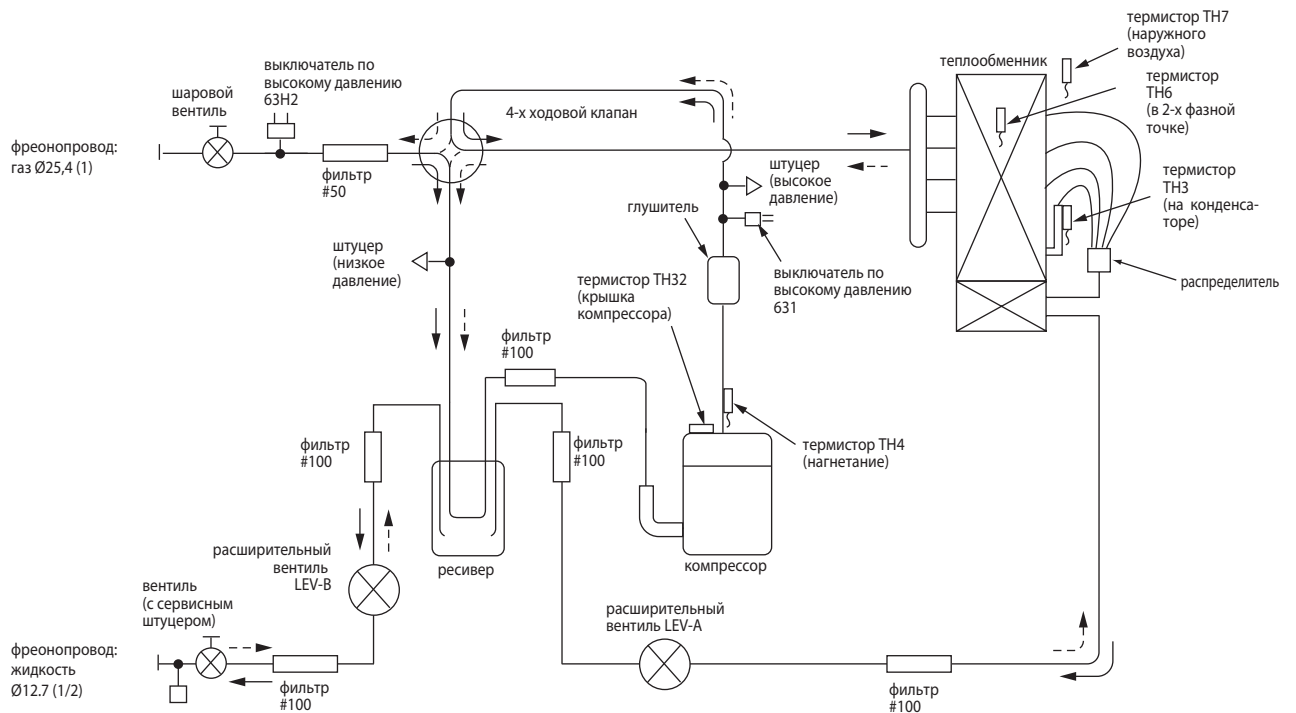 термистор TH7
(наружного
воздуха)
теплообменник
термистор
TH6
(в 2-х фазной
точке)
выключатель по
высокому давлению
63H2
шаровой
вентиль
4-х ходовой клапан
фреонопровод:
газ Ø25,4 (1)
фильтр
#50
штуцер
(высокое
давление)
термистор
TH3
(на конденса-
торе)
глушитель
штуцер
(низкое
давление)
термистор TH32
(крышка
компрессора)
выключатель по
высокому давлению
631
распределитель
фильтр
#100
фильтр
#100
фильтр
#100
термистор TH4
(нагнетание)
расширительный
вентиль
LEV-B
ресивер
компрессор
вентиль
(с сервисным
штуцером)
расширительный
вентиль LEV-A
фреонопровод:
жидкость
Ø12.7 (1/2)
фильтр
#100
фильтр
#100